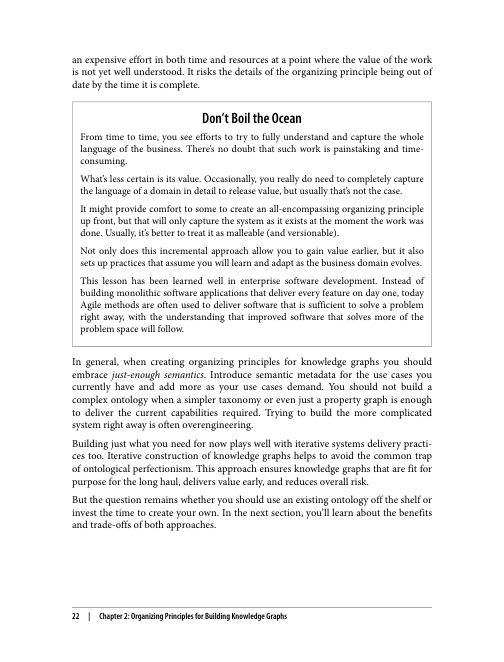 an expensive effort in both time and resources at a point where the value of the work
is not yet well understood. It risks the details of the organizing principle being out of
date by the time it is complete.
Don’t Boil the Ocean
From time to time, you see efforts to try to fully understand and capture the whole
language of the business. There’s no doubt that such work is painstaking and time-
consuming.
What’s less certain is its value. Occasionally, you really do need to completely capture
the language of a domain in detail to release value, but usually that’s not the case.
It might provide comfort to some to create an all-encompassing organizing principle
up front, but that will only capture the system as it exists at the moment the work was
done. Usually, it’s better to treat it as malleable (and versionable).
Not only does this incremental approach allow you to gain value earlier, but it also
sets up practices that assume you will learn and adapt as the business domain evolves.
This lesson has been learned well in enterprise software development. Instead of
building monolithic software applications that deliver every feature on day one, today
Agile methods are often used to deliver software that is sufficient to solve a problem
right away, with the understanding that improved software that solves more of the
problem space will follow.
In general, when creating organizing principles for knowledge graphs you should
embrace just-enough semantics. Introduce semantic metadata for the use cases you
currently have and add more as your use cases demand. You should not build a
complex ontology when a simpler taxonomy or even just a property graph is enough
to deliver the current capabilities required. Trying to build the more complicated
system right away is often overengineering.
Building just what you need for now plays well with iterative systems delivery practi-
ces too. Iterative construction of knowledge graphs helps to avoid the common trap
of ontological perfectionism. This approach ensures knowledge graphs that are fit for
purpose for the long haul, delivers value early, and reduces overall risk.
But the question remains whether you should use an existing ontology off the shelf or
invest the time to create your own. In the next section, you’ll learn about the benefits
and trade-offs of both approaches.
22 | Chapter 2: Organizing Principles for Building Knowledge Graphs